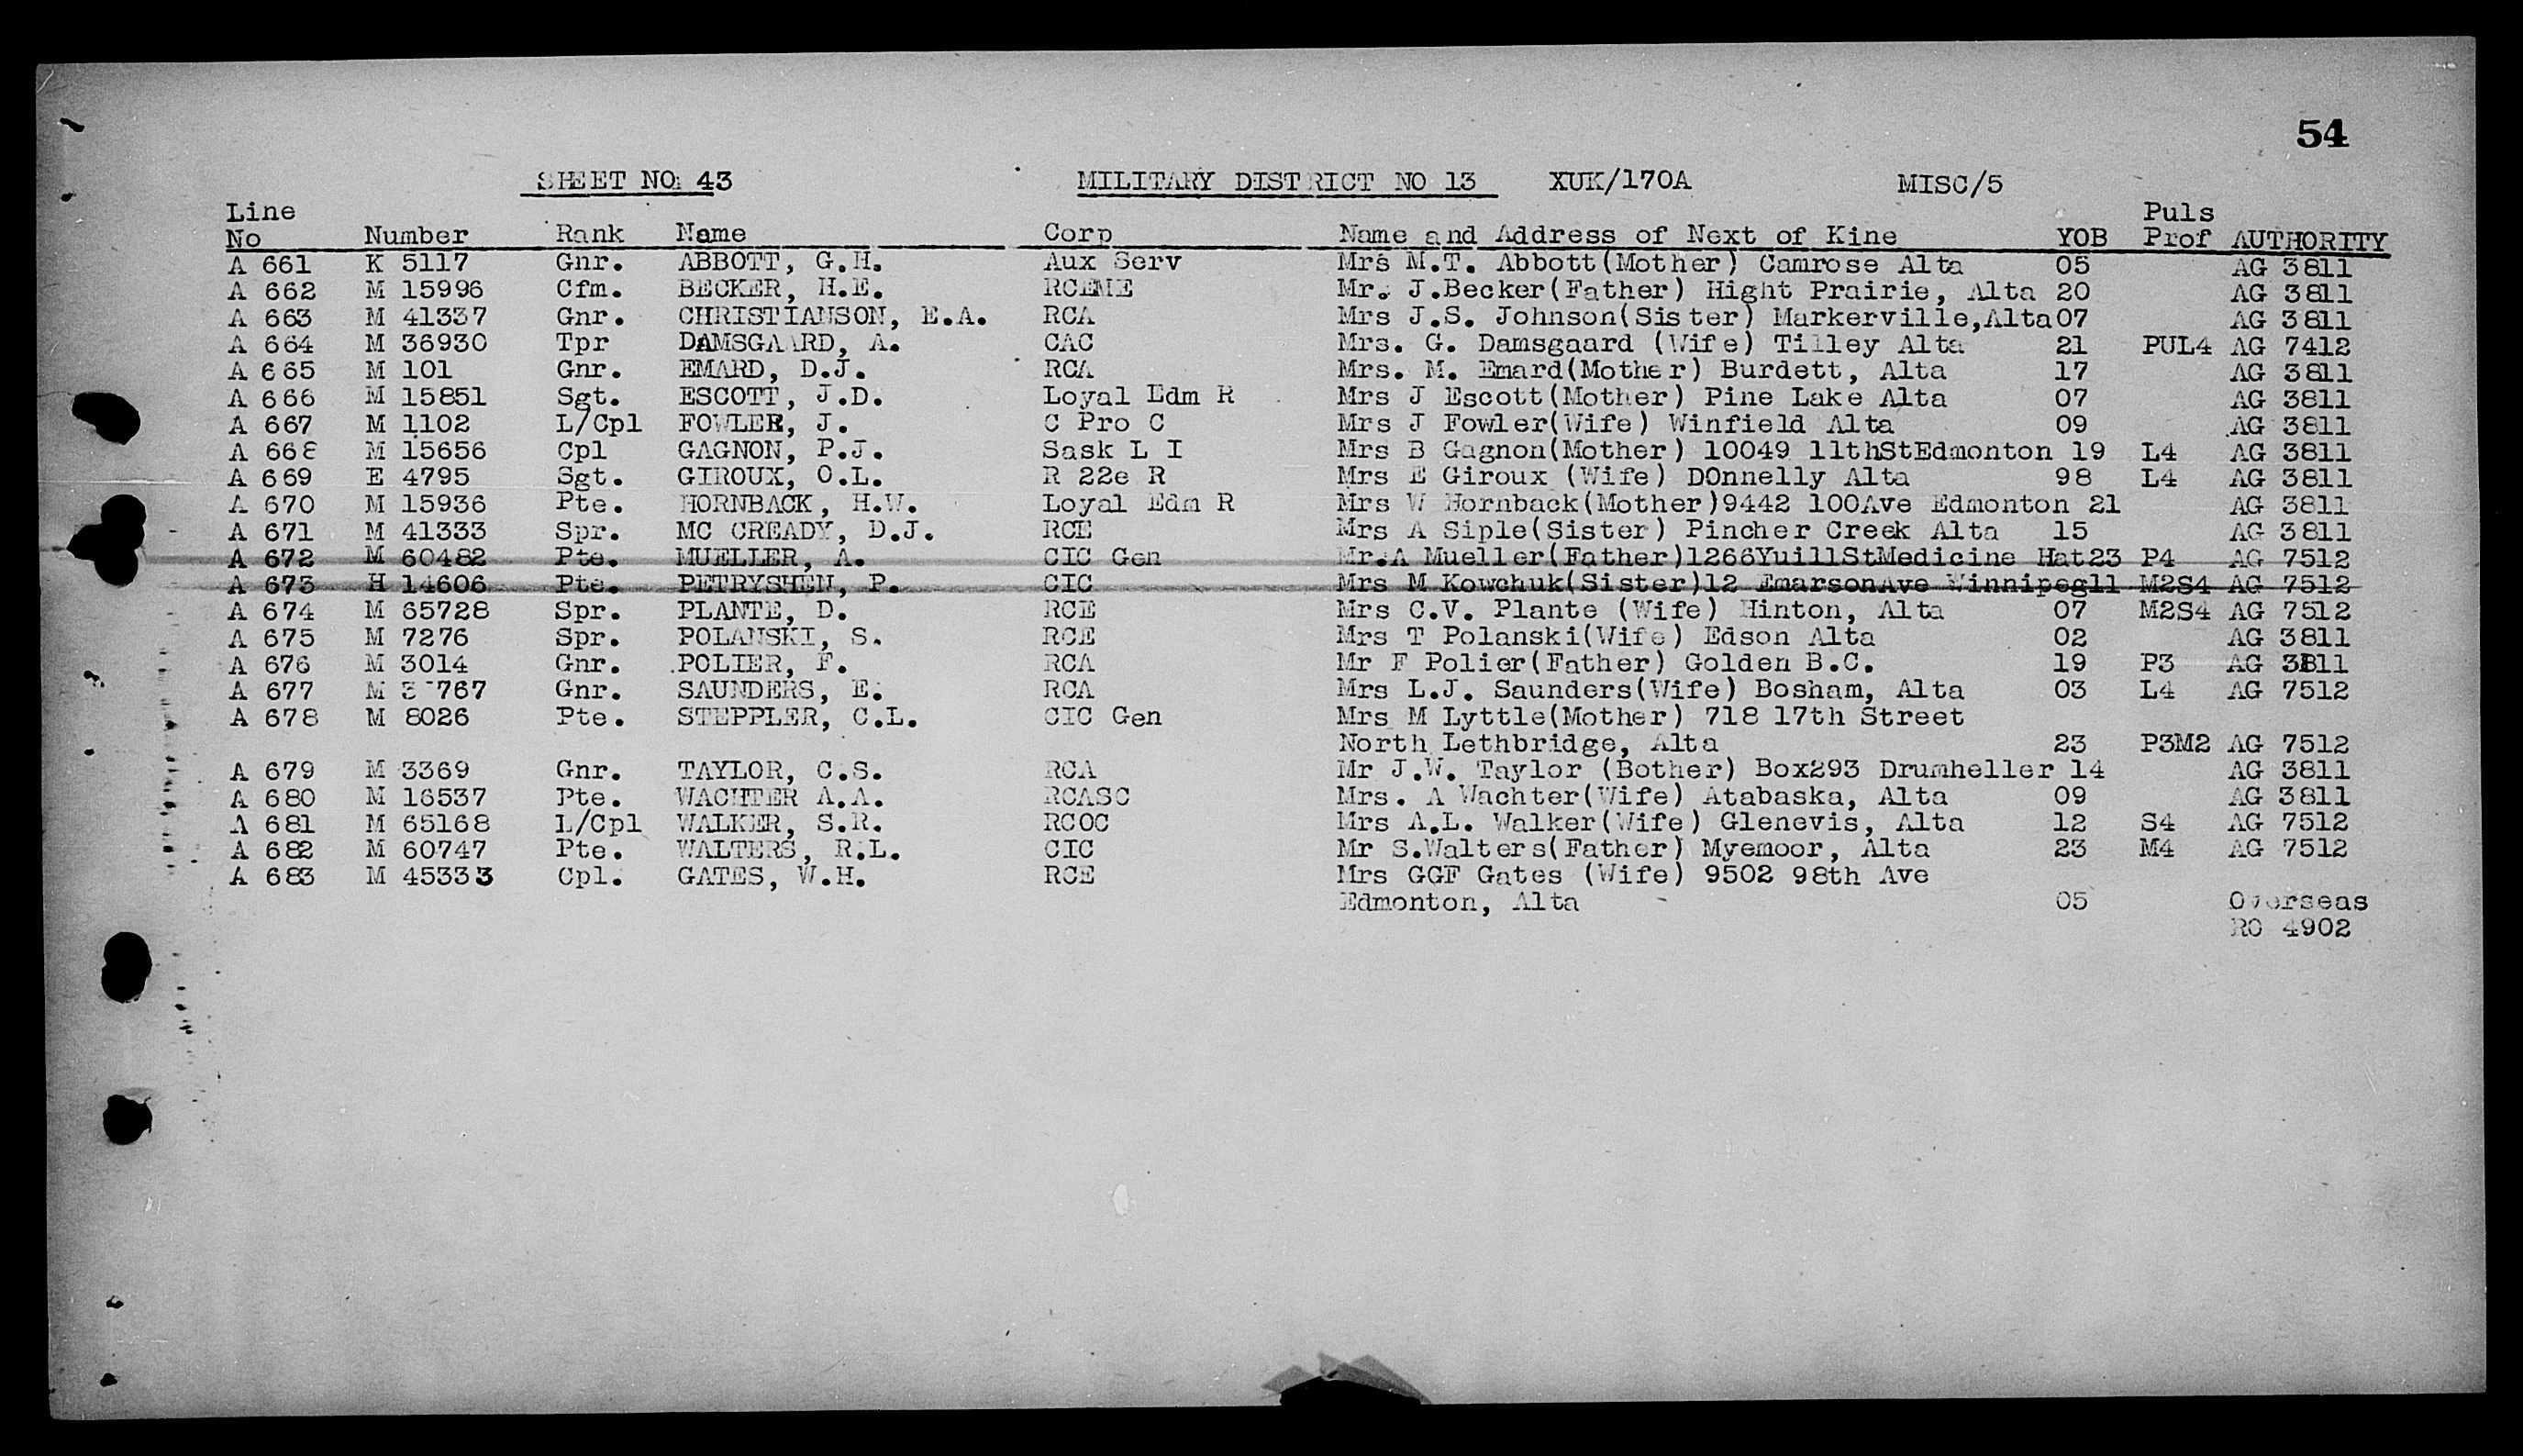 54
SHEET NO. 43 MILITARY DISTRICT NO 13 XUK/170A MISC/5
Line Puls
No Number Rank Name Corp Name and Address of Next of Kine YOB Prof AUTHORITY
A 661 K 5117 Gnr. ABBOTT, G.H. Aux Serv Mrs M.T. Abbott(Mother) Camrose Alta 05 AG 3811
A 662 M 15996 Cfm. BECKER, H.E. RCEME Mr. J.Becker(Father) Hight Prairie, Alta 20 AG 3811
A 663 M 41337 Gnr. CHRISTIANSON, E.A. RCA Mrs J.S. Johnson(Sister) Markerville,Alta07 AG 3811
A 664 M 36930 Tpr DAMSGAARD, A. CAC Mrs. G. Damsgaard (Wife) Tilley Alta 21 PUL4 AG 7412
A 665 M 101 Gnr. EMARD, D.J. RCA Mrs. M. Emard(Mother) Burdett, Alta 17 AG 3811
A 666 M 15851 Sgt. ESCOTT, J.D. Loyal Edm R Mrs J Escott(Mother) Pine Lake Alta 07 AG 3811
A 667 M 1102 L/Cpl FOWLER, J. C Pro C Mrs J Fowler(Wife) Winfield Alta 09 AG 3811
A 668 M 15656 Cpl GAGNON, P.J. Sask L I Mrs B Gagnon(Mother) 10049 11thStEdmonton 19 L4 AG 3811
A 669 E 4795 Sgt. GIROUX, O.L. R 22e R Mrs E Giroux (Wife) DOnnelly Alta 98 L4 AG 3811
A 670 M 15936 Pte. HORNBACK, H.W. Loyal Edm R Mrs W Hornback(Mother)9442 100Ave Edmonton 21 AG 3811
A 671 M 41333 Spr. MC CREADY, D.J. RCE Mrs A Siple(Sister) Pincher Creek Alta 15 AG 3811
A 672 M 60482 Pte. MUELLER, A. CIC Gen Mr.A Mueller(Father)1266YuillStMedicine Hat23 P4 AG 7512
A 673 H 14606 Pte. PETRYSHEN, P. CIC Mrs M Kowchuk(Sister)12 EmarsonAve Winnipeg11 M2S4 AG 7512
A 674 M 65728 Spr. PLANTE, D. RCE Mrs C.V. Plante (Wife) Hinton, Alta 07 M2S4 AG 7512
A 675 M 7276 Spr. POLANSKI, S. RCE Mrs T Polanski(Wife) Edson Alta 02 AG 3811
A 676 M 3014 Gnr. POLIER, F. RCA Mr F Polier(Father) Golden B.C. 19 P3 AG 3811
A 677 M Gnr. SAUNDERS, E. RCA Mrs L.J. Saunders(Wife) Bosham, Alta 03 L4 AG 7512
A 678 M 8026 Pte. STEPPLER, C.L. CIC Gen Mrs M Lyttle(Mother) 718 17th Street
North Lethbridge, Alta 23 P3M2 AG 7512
A 679 M 3369 Gnr. TAYLOR, C.S. RCA Mr J.W. Taylor (Bother) Box293 Drumheller 14 AG 3811
A 680 M 16537 Pte. WACHTER A.A. RCASC Mrs. A Wachter(Wife) Atabaska, Alta 09 AG 3811
A 681 M 65168 L/Cpl WALKER, S.R. RCOC Mrs A.L. Walker(Wife) Glenevis, Alta 12 S4 AG 7512
A 682 M 60747 Pte. WALTERS, R.L. CIC Mr S.Walters(Father) Myemoor, Alta 23 M4 AG 7512
A 683 M 45333 Cpl. GATES, W.H. RCE Mrs GGF Gates (Wife) 9502 98th Ave
Edmonton, Alta 05 Overseas
RO 4902